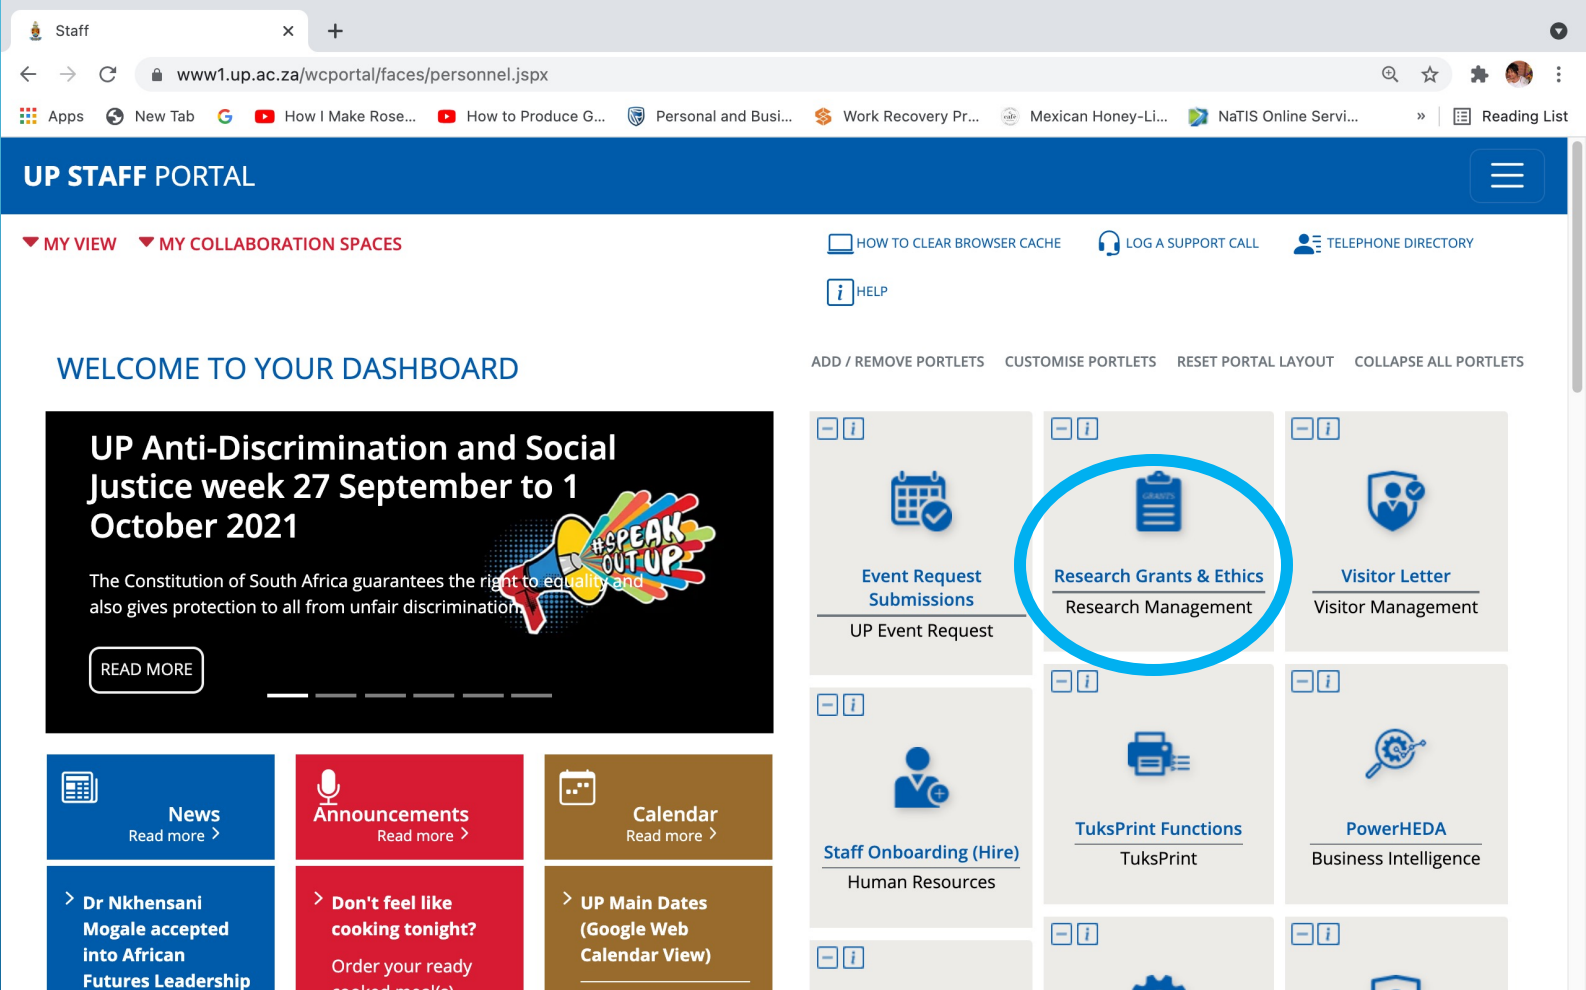 Staff
www1.up.ac.za/wcportal/faces/personnel.jspx
Apps New Tab How I Make Rose... How to Produce G... Personal and Busi... Work Recovery Pr... Mexican Honey-Li... NaTIS Online Servi... » Reading List
UP STAFF PORTAL
MY VIEW MY COLLABORATION SPACES
HOW TO CLEAR BROWSER CACHE LOG A SUPPORT CALL TELEPHONE DIRECTORY
HELP
WELCOME TO YOUR DASHBOARD
ADD / REMOVE PORTLETS CUSTOMISE PORTLETS RESET PORTAL LAYOUT COLLAPSE ALL PORTLETS
UP Anti-Discrimination and Social
Justice week 27 September to 1
October 2021
#SPEAK
OUT UP
The Constitution of South Africa guarantees the right to equality and
also gives protection to all from unfair discrimination.
READ MORE
News
Read more
Announcements
Read more
Calendar
Read more
Dr Nkhensani
Mogale accepted
into African
Futures Leadership
Don't feel like
cooking tonight?
Order your ready
cooked meal(s)
UP Main Dates
(Google Web
Calendar View)
Event Request
Submissions
UP Event Request
GRANTS
Research Grants & Ethics
Research Management
Visitor Letter
Visitor Management
Staff Onboarding (Hire)
Human Resources
TuksPrint Functions
TuksPrint
PowerHEDA
Business Intelligence